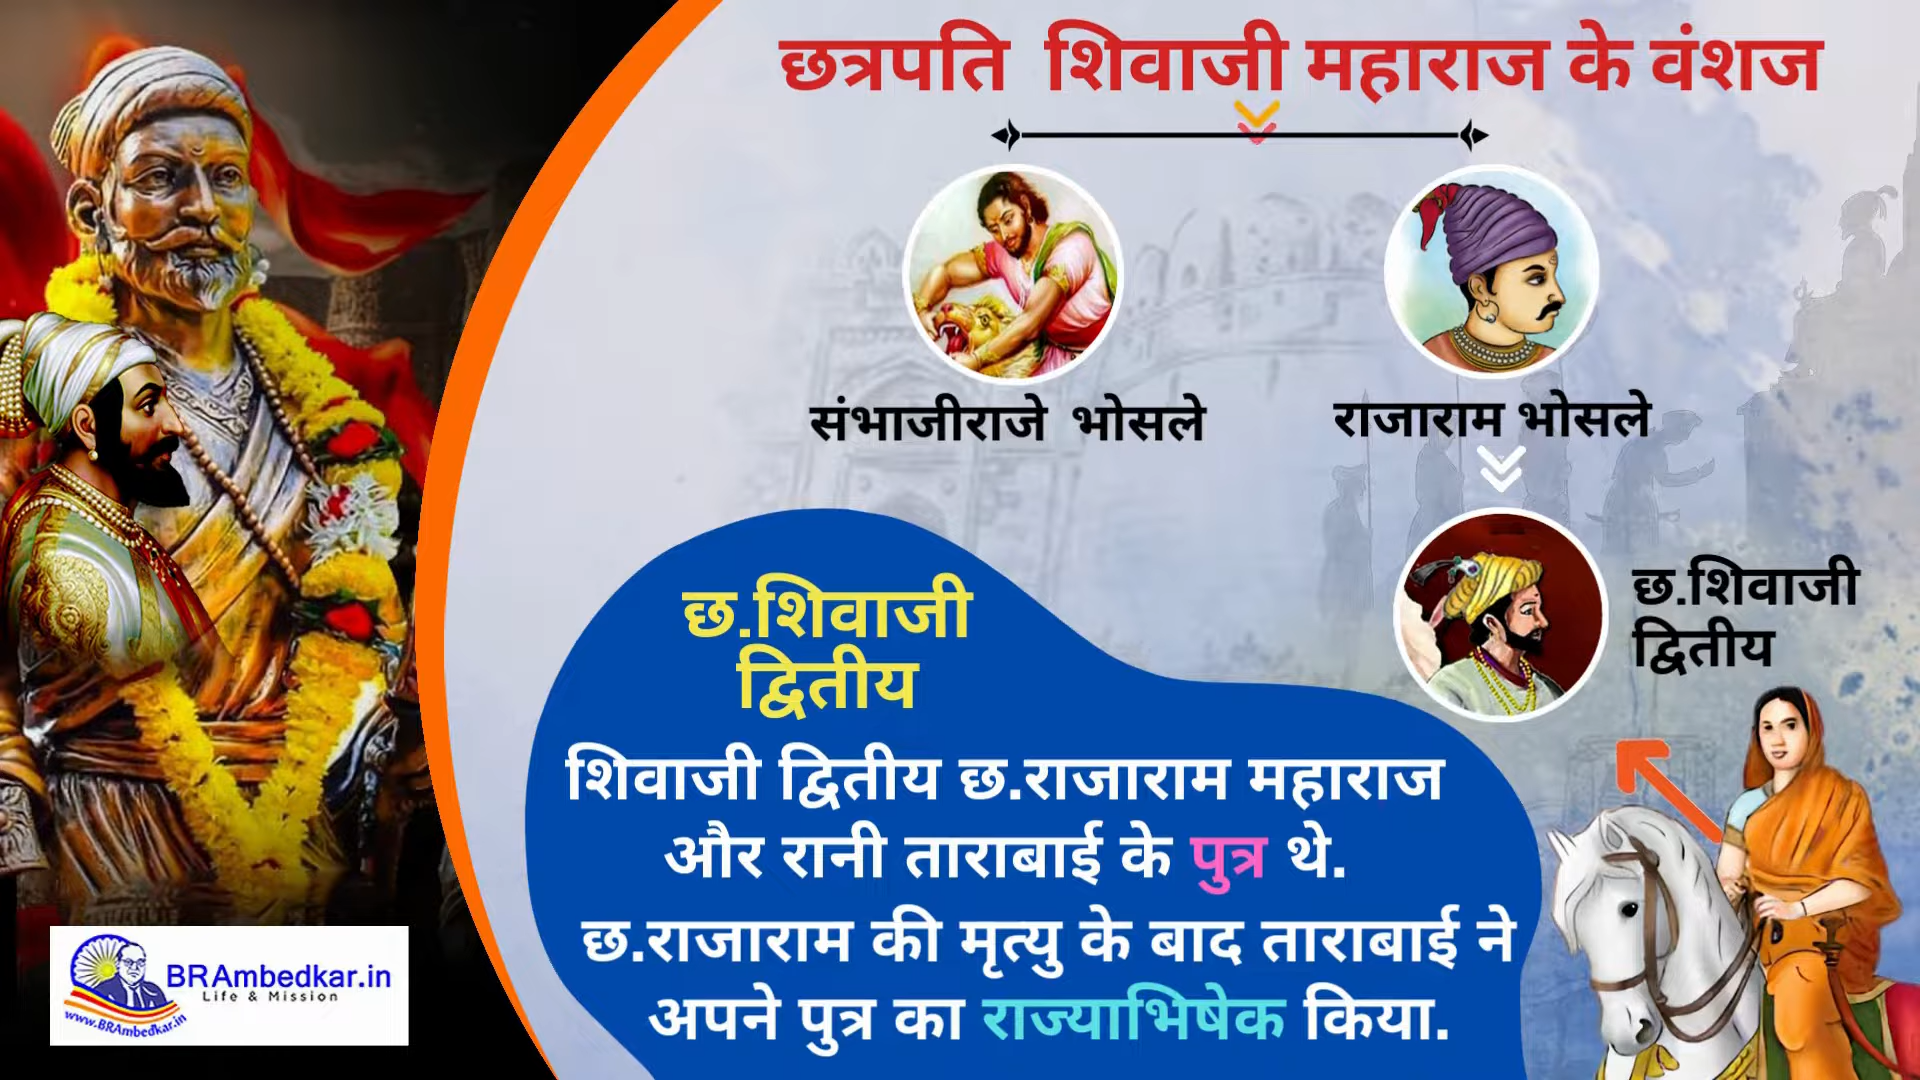 छत्रपति शिवाजी महाराज के वंशज
संभाजीराजे भोसले
राजाराम भोसले
छ.शिवाजी
द्वितीय
छ.शिवाजी
द्वितीय
शिवाजी द्वितीय छ.राजाराम महाराज
और रानी ताराबाई के पुत्र थे.
छ.राजाराम की मृत्यु के बाद ताराबाई ने
अपने पुत्र का राज्याभिषेक किया.
BRAmbedkar.in
Life & Mission
www.BRAmbedkar.in